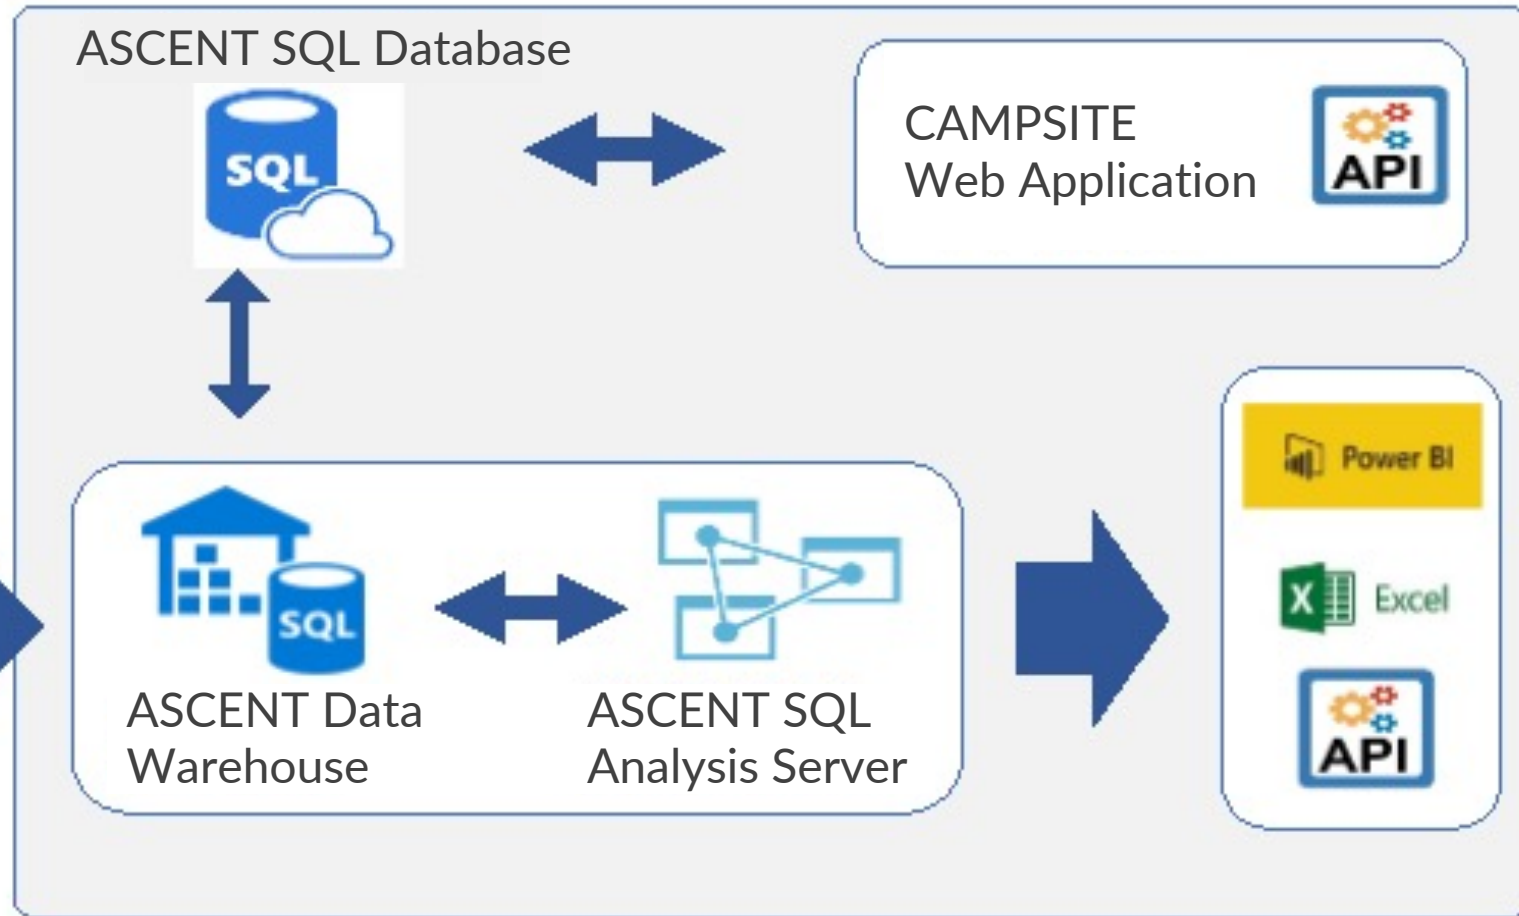 ASCENT SQL Database
SQL
CAMPSITE
Web Application
API
Power BI
X
Excel
API
SQL
ASCENT Data
Warehouse
ASCENT SQL
Analysis Server